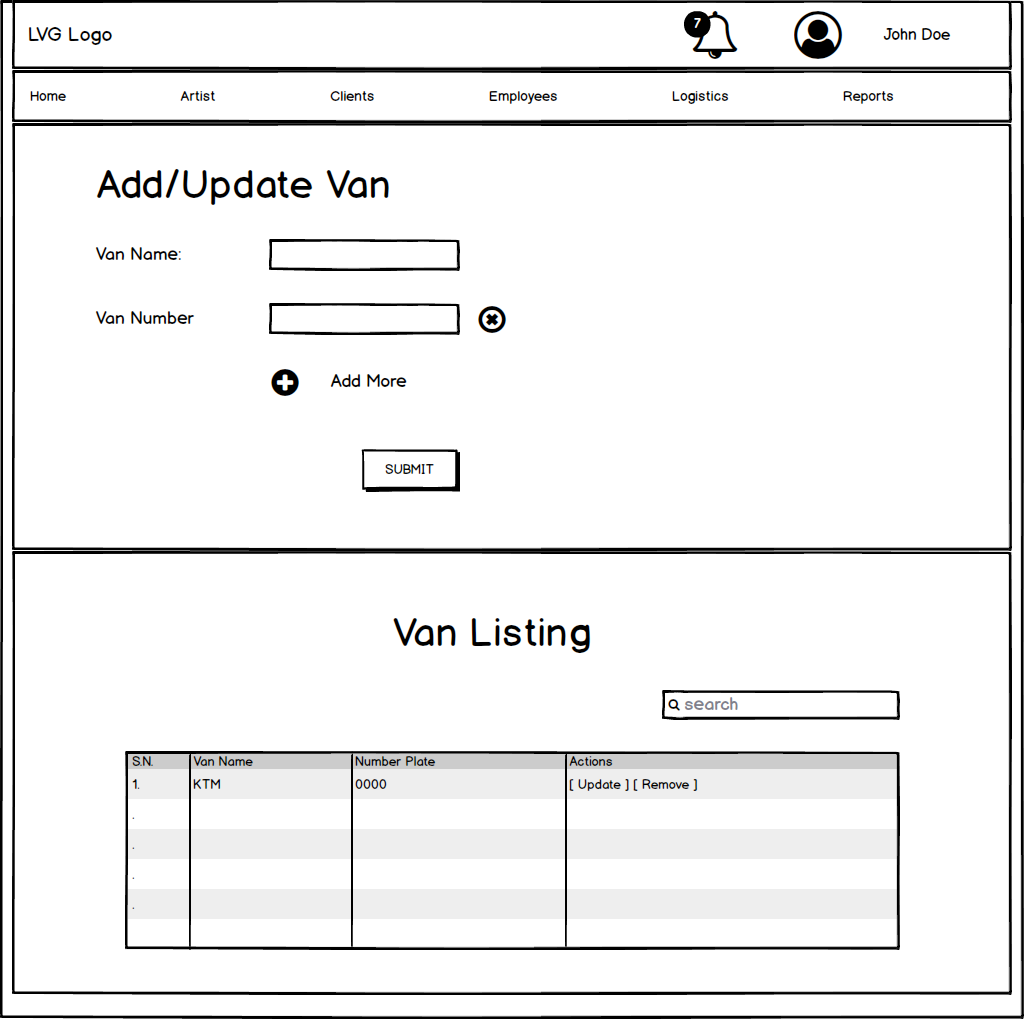 LVG Logo 7 John Doe
Home Artist Clients Employees Logistics Reports
Add/Update Van
Van Name:
Van Number
Add More
SUBMIT
Van Listing
search
S.N. Van Name Number Plate Actions
1. KTM 0000 [ Update ] [ Remove ]
.
.
.
.